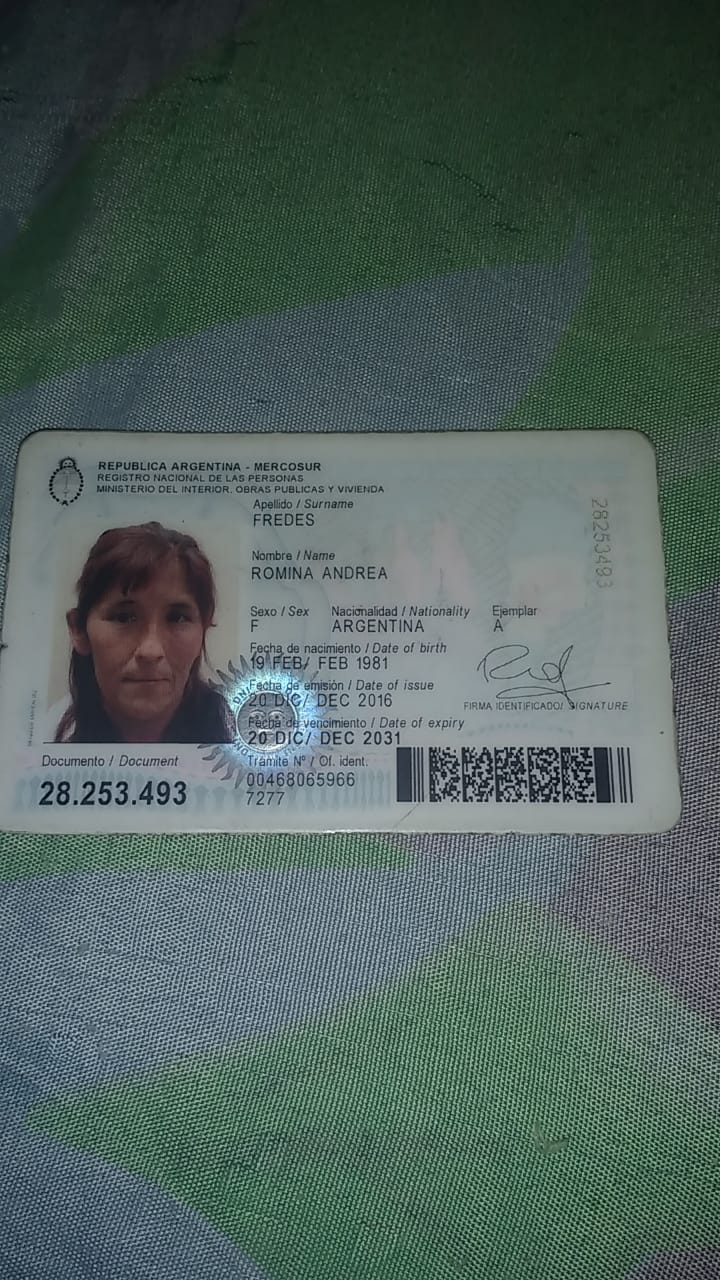 REPUBLICA ARGENTINA - MERCOSUR
REGISTRO NACIONAL DE LAS PERSONAS
MINISTERIO DEL INTERIOR, OBRAS PUBLICAS Y VIVIENDA
Apellido / Surname
FREDES
Nombre / Name
ROMINA ANDREA
Sexo / Sex Nacionalidad / Nationality Ejemplar
F ARGENTINA A
Fecha de nacimiento / Date of birth
19 FEB/ FEB 1981
Fecha de emisión / Date of issue
20 DIC/ DEC 2016
FIRMA IDENTIFICADO/ SIGNATURE
Fecha de vencimiento / Date of expiry
20 DIC/ DEC 2031
Documento / Document
28.253.493
Trámite Nº / Of. ident.
00468065966
7277
28253493